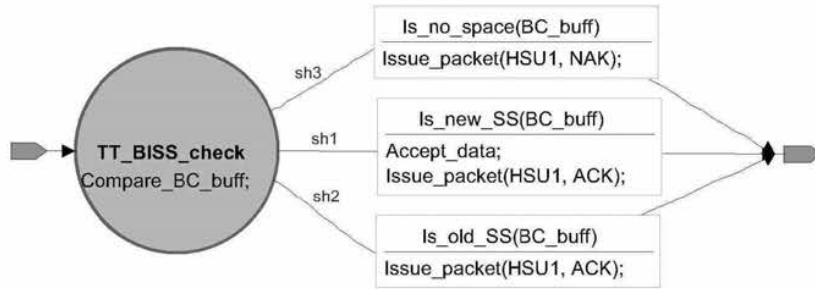 Is_no_space(BC_buff)
Issue_packet(HSU1, NAK);
sh3
TT_BISS_check
Compare_BC_buff;
sh1
Is_new_SS(BC_buff)
Accept_data;
Issue_packet(HSU1, ACK);
sh2
Is_old_SS(BC_buff)
Issue_packet(HSU1, ACK);